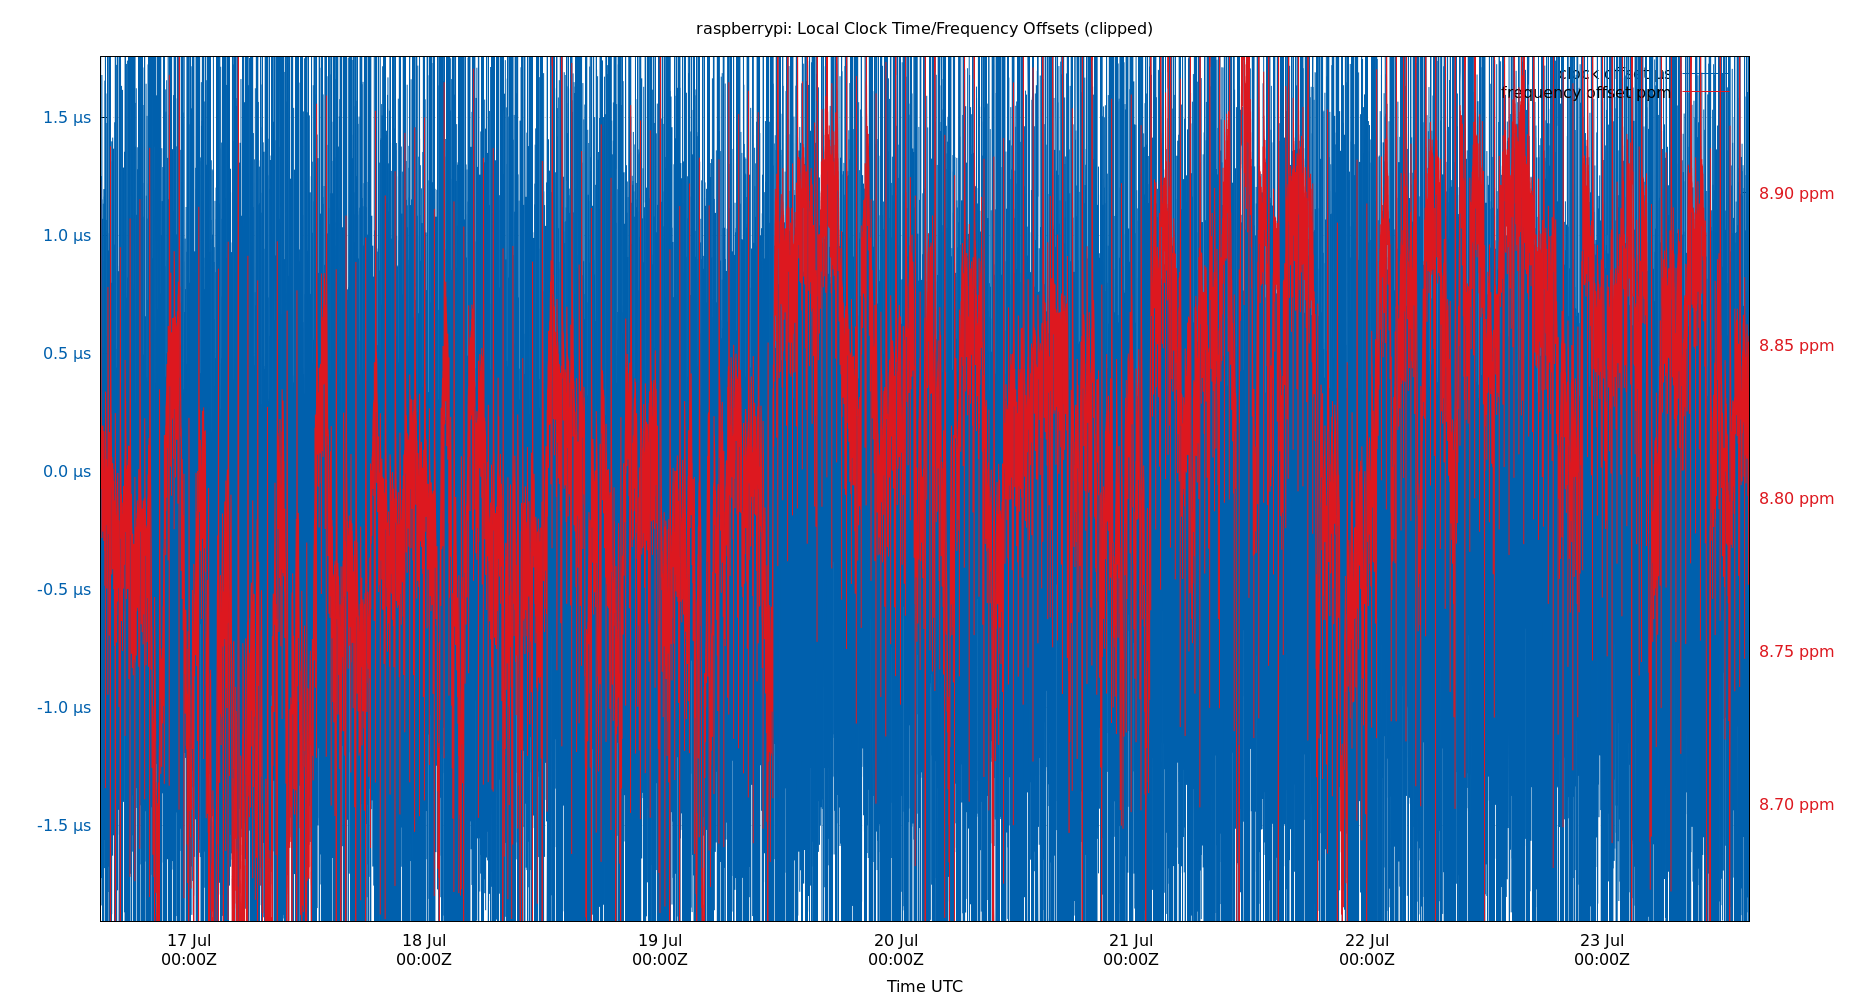 raspberrypi: Local Clock Time/Frequency Offsets (clipped)
clock offset µs
frequency offset ppm
1.5 µs
1.0 µs
0.5 µs
0.0 µs
-0.5 µs
-1.0 µs
-1.5 µs
8.90 ppm
8.85 ppm
8.80 ppm
8.75 ppm
8.70 ppm
17 Jul
00:00Z
18 Jul
00:00Z
19 Jul
00:00Z
20 Jul
00:00Z
21 Jul
00:00Z
22 Jul
00:00Z
23 Jul
00:00Z
Time UTC